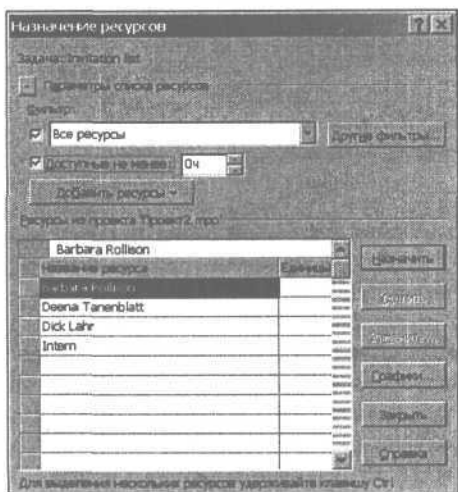 Назначение ресурсов
Задача: Invitation list
Параметры списка ресурсов
Фильтр:
Все ресурсы
Другие фильтры...
Доступные не менее:
0ч
Добавить ресурсы
Ресурсы из проекта 'Проект2.mpp'
Barbara Rollison
Назначить
Название ресурса
Единицы
Barbara Rollison
Удалить
Deena Tanenblatt
Dick Lahr
Заменить...
Intern
Графики...
Закрыть
Справка
Для выделения нескольких ресурсов удерживайте клавишу Ctrl